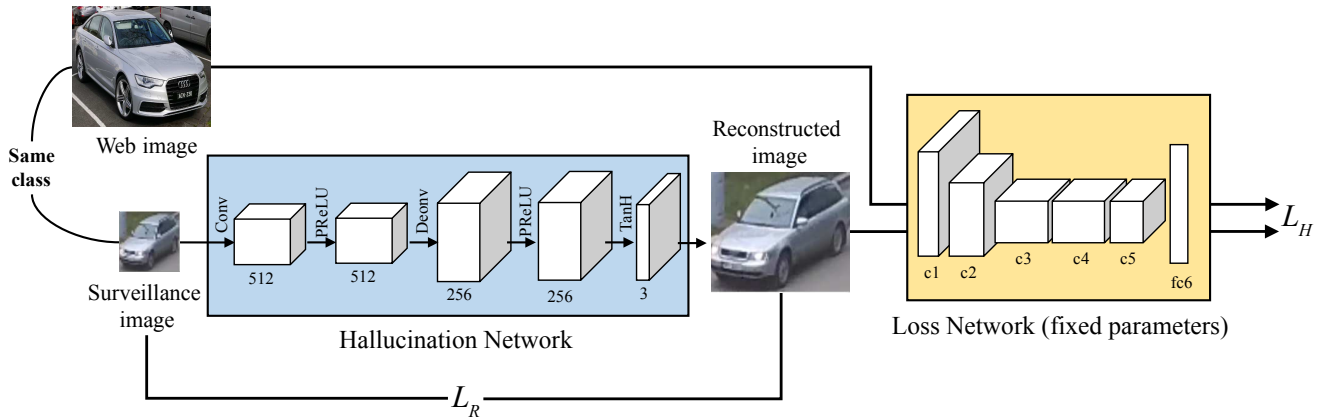 Web image
Same
class
Surveillance
image
Conv
PReLU
Deonv
PReLU
TanH
512
512
256
256
3
Hallucination Network
Reconstructed
image
c1
c2
c3
c4
c5
fc6
Loss Network (fixed parameters)
L_H
L_R